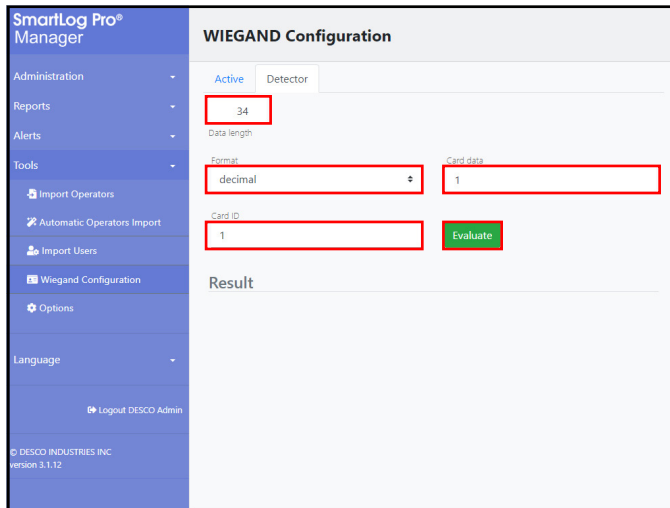 SmartLog Pro®
Manager
Administration
Reports
Alerts
Tools
Import Operators
Automatic Operators Import
Import Users
Wiegand Configuration
Options
Language
Logout DESCO Admin
© DESCO INDUSTRIES INC
version 3.1.12
WIEGAND Configuration
Active Detector
34
Data length
Format Card data
decimal 1
Card ID
1 Evaluate
Result